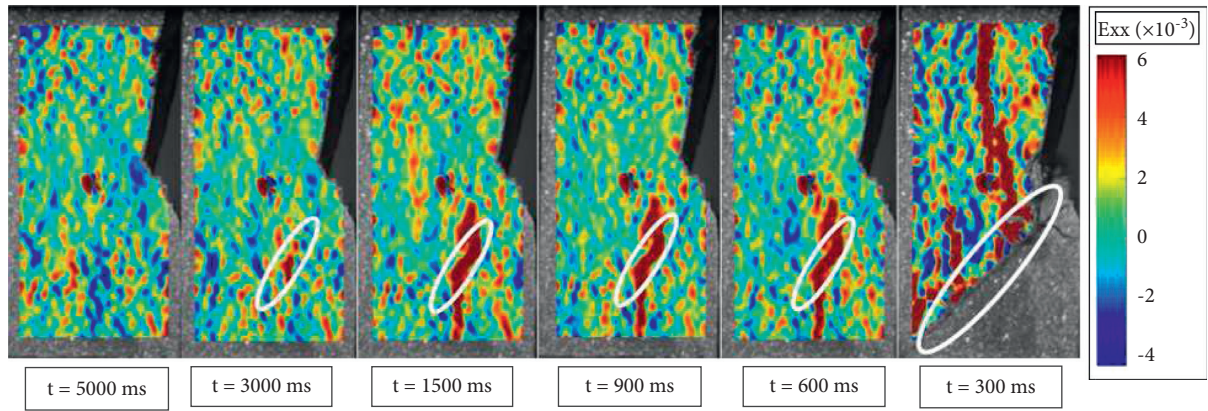 Exx (×10⁻³)
6
4
2
0
-2
-4
t = 5000 ms
t = 3000 ms
t = 1500 ms
t = 900 ms
t = 600 ms
t = 300 ms